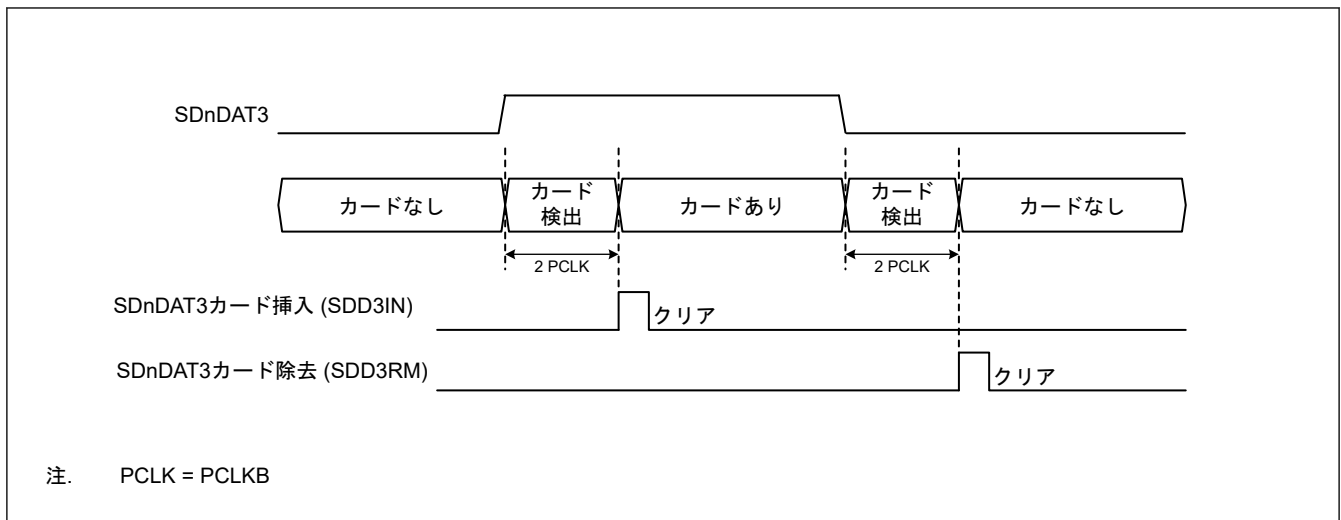 SDnDAT3
カードなし
カード
検出
カードあり
カード
検出
カードなし
2 PCLK
2 PCLK
SDnDAT3カード挿入 (SDD3IN)
クリア
SDnDAT3カード除去 (SDD3RM)
クリア
注. PCLK = PCLKB